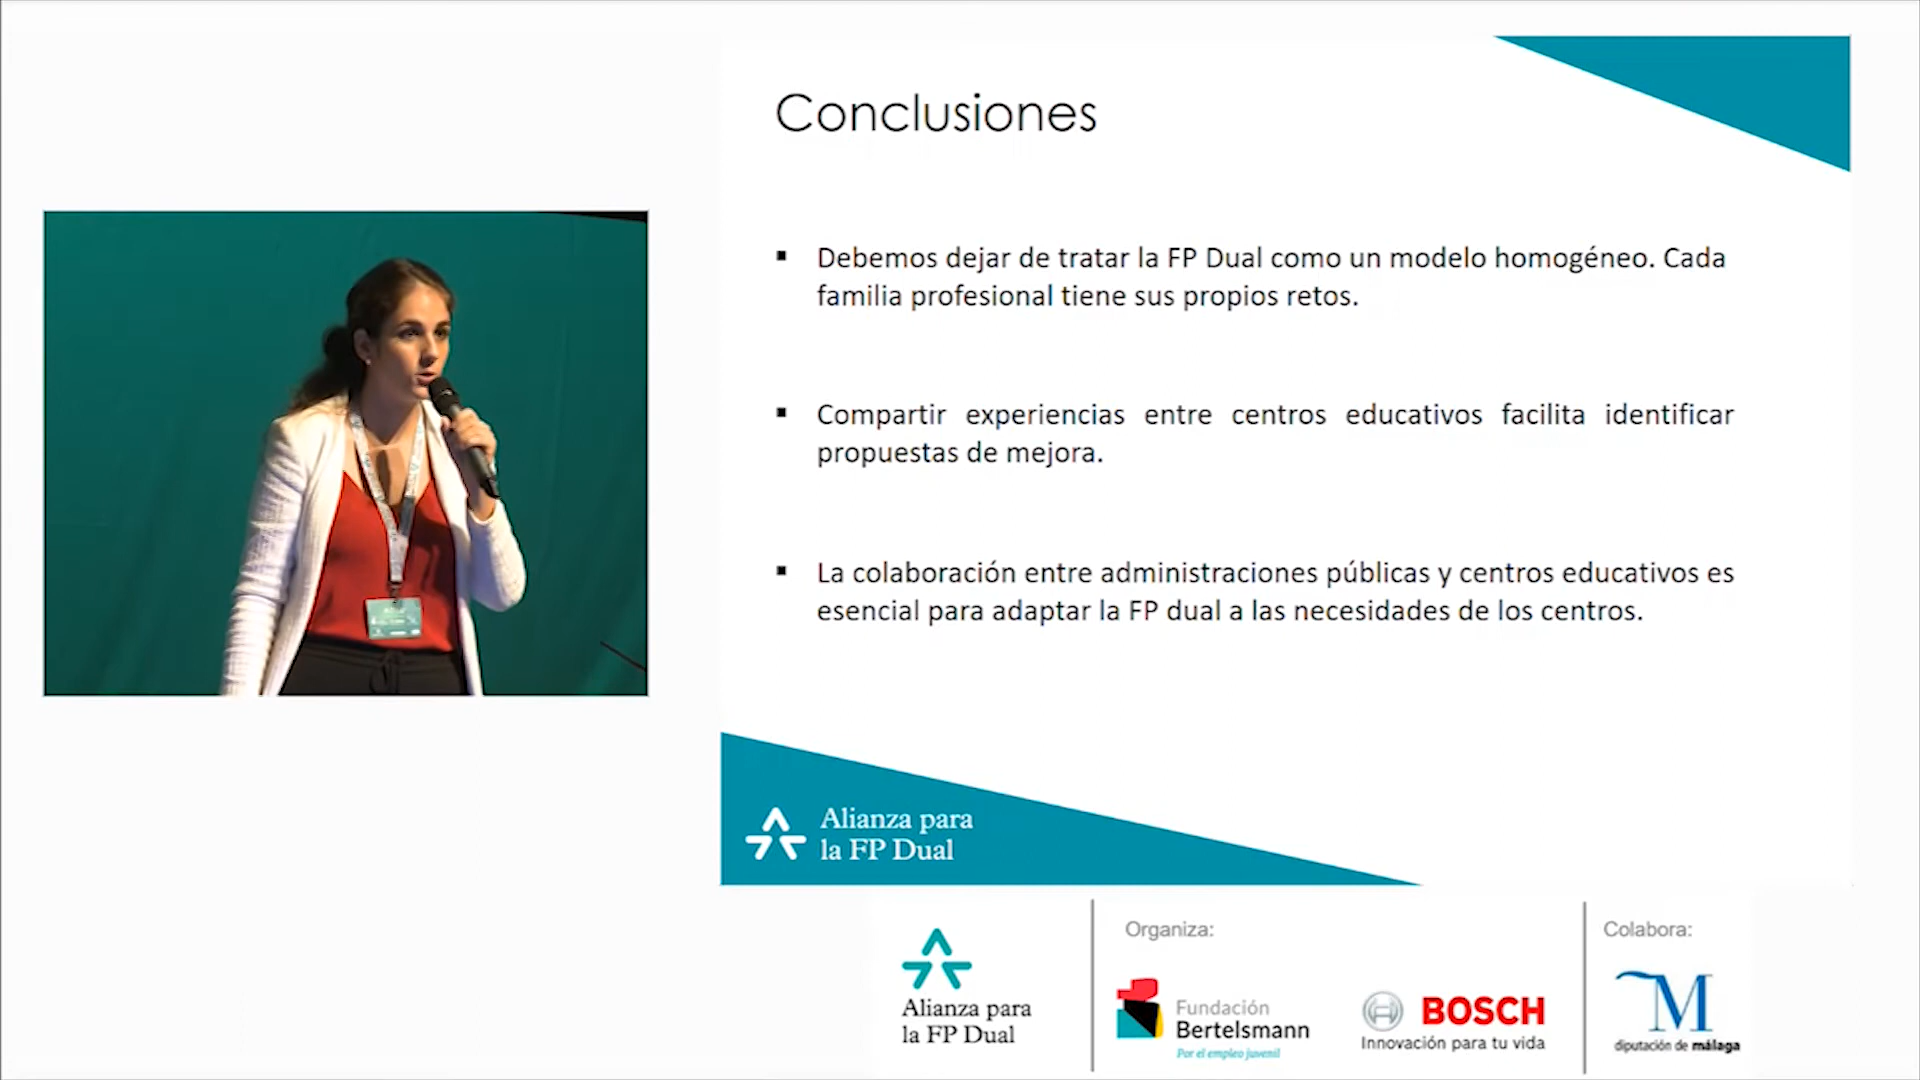 Conclusiones
▪ Debemos dejar de tratar la FP Dual como un modelo homogéneo. Cada
familia profesional tiene sus propios retos.
▪ Compartir experiencias entre centros educativos facilita identificar
propuestas de mejora.
▪ La colaboración entre administraciones públicas y centros educativos es
esencial para adaptar la FP dual a las necesidades de los centros.
Alianza para
la FP Dual
Alianza para
la FP Dual
Organiza:
Fundación
Bertelsmann
Por el empleo juvenil
BOSCH
Innovación para tu vida
Colabora:
M
diputación de málaga